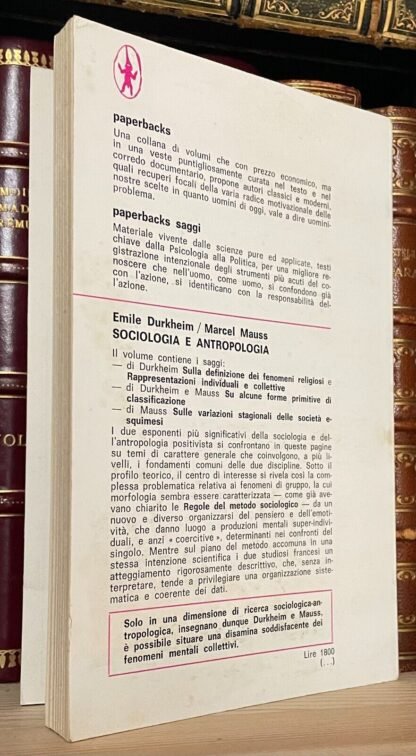 paperbacks
Una collana di volumi che con prezzo economico, ma
in una veste puntigliosamente curata nel testo e nel
corredo documentario, propone autori classici e moderni,
quali recuperi focali della varia radice motivazionale delle
nostre scelte in quanto uomini di oggi, vale a dire uomini-
problema.
paperbacks saggi
Materiale vivente dalle scienze pure ed applicate, testi
chiave dalla Psicologia alla Politica, per una migliore re-
gistrazione intenzionale degli strumenti più acuti del co-
noscere che nell'uomo, come uomo, si confondono già
con l'azione, si identificano con la responsabilità del-
l'azione.
Emile Durkheim / Marcel Mauss
SOCIOLOGIA E ANTROPOLOGIA
Il volume contiene i saggi:
— di Durkheim Sulla definizione dei fenomeni religiosi e
Rappresentazioni individuali e collettive
— di Durkheim e Mauss Su alcune forme primitive di
classificazione
— di Mauss Sulle variazioni stagionali delle società e-
squimesi
I due esponenti più significativi della sociologia e del-
l'antropologia positivista si confrontano in queste pagine
su temi di carattere generale che coinvolgono, a più li-
velli, i fondamenti comuni delle due discipline. Sotto il
profilo teorico, il centro di interesse si rivela così la com-
plessa problematica relativa ai fenomeni di gruppo, la cui
morfologia sembra essere caratterizzata — come già ave-
vano chiarito le Regole del metodo sociologico — da un
nuovo e diverso organizzarsi del pensiero e dell'emoti-
vità, che danno luogo a produzioni mentali super-indivi-
duali, e anzi « coercitive », determinanti nei confronti del
singolo. Mentre sul piano del metodo accomuna in una
stessa intenzione scientifica i due studiosi francesi un
atteggiamento rigorosamente descrittivo, che, senza in-
terpretare, tende a privilegiare una organizzazione siste-
matica e coerente dei dati.
Solo in una dimensione di ricerca sociologica-an-
tropologica, insegnano dunque Durkheim e Mauss,
è possibile situare una disamina soddisfacente dei
fenomeni mentali collettivi.
Lire 1800
(...)